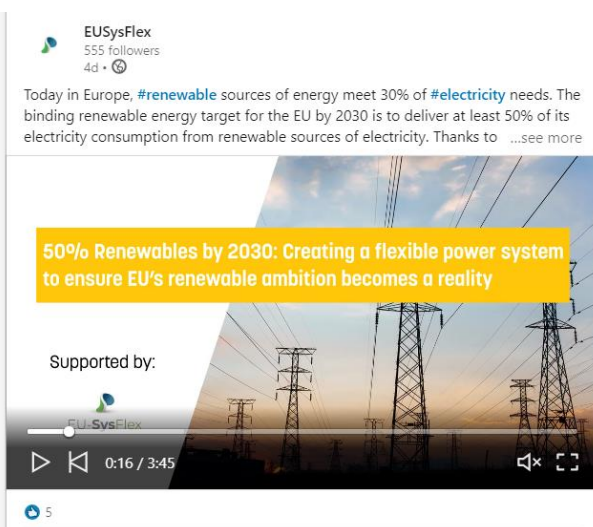 EUSysFlex
555 followers
4d •
Today in Europe, #renewable sources of energy meet 30% of #electricity needs. The
binding renewable energy target for the EU by 2030 is to deliver at least 50% of its
electricity consumption from renewable sources of electricity. Thanks to ...see more
50% Renewables by 2030: Creating a flexible power system
to ensure EU's renewable ambition becomes a reality
Supported by:
EU-SysFlex
0:16 / 3:45
5